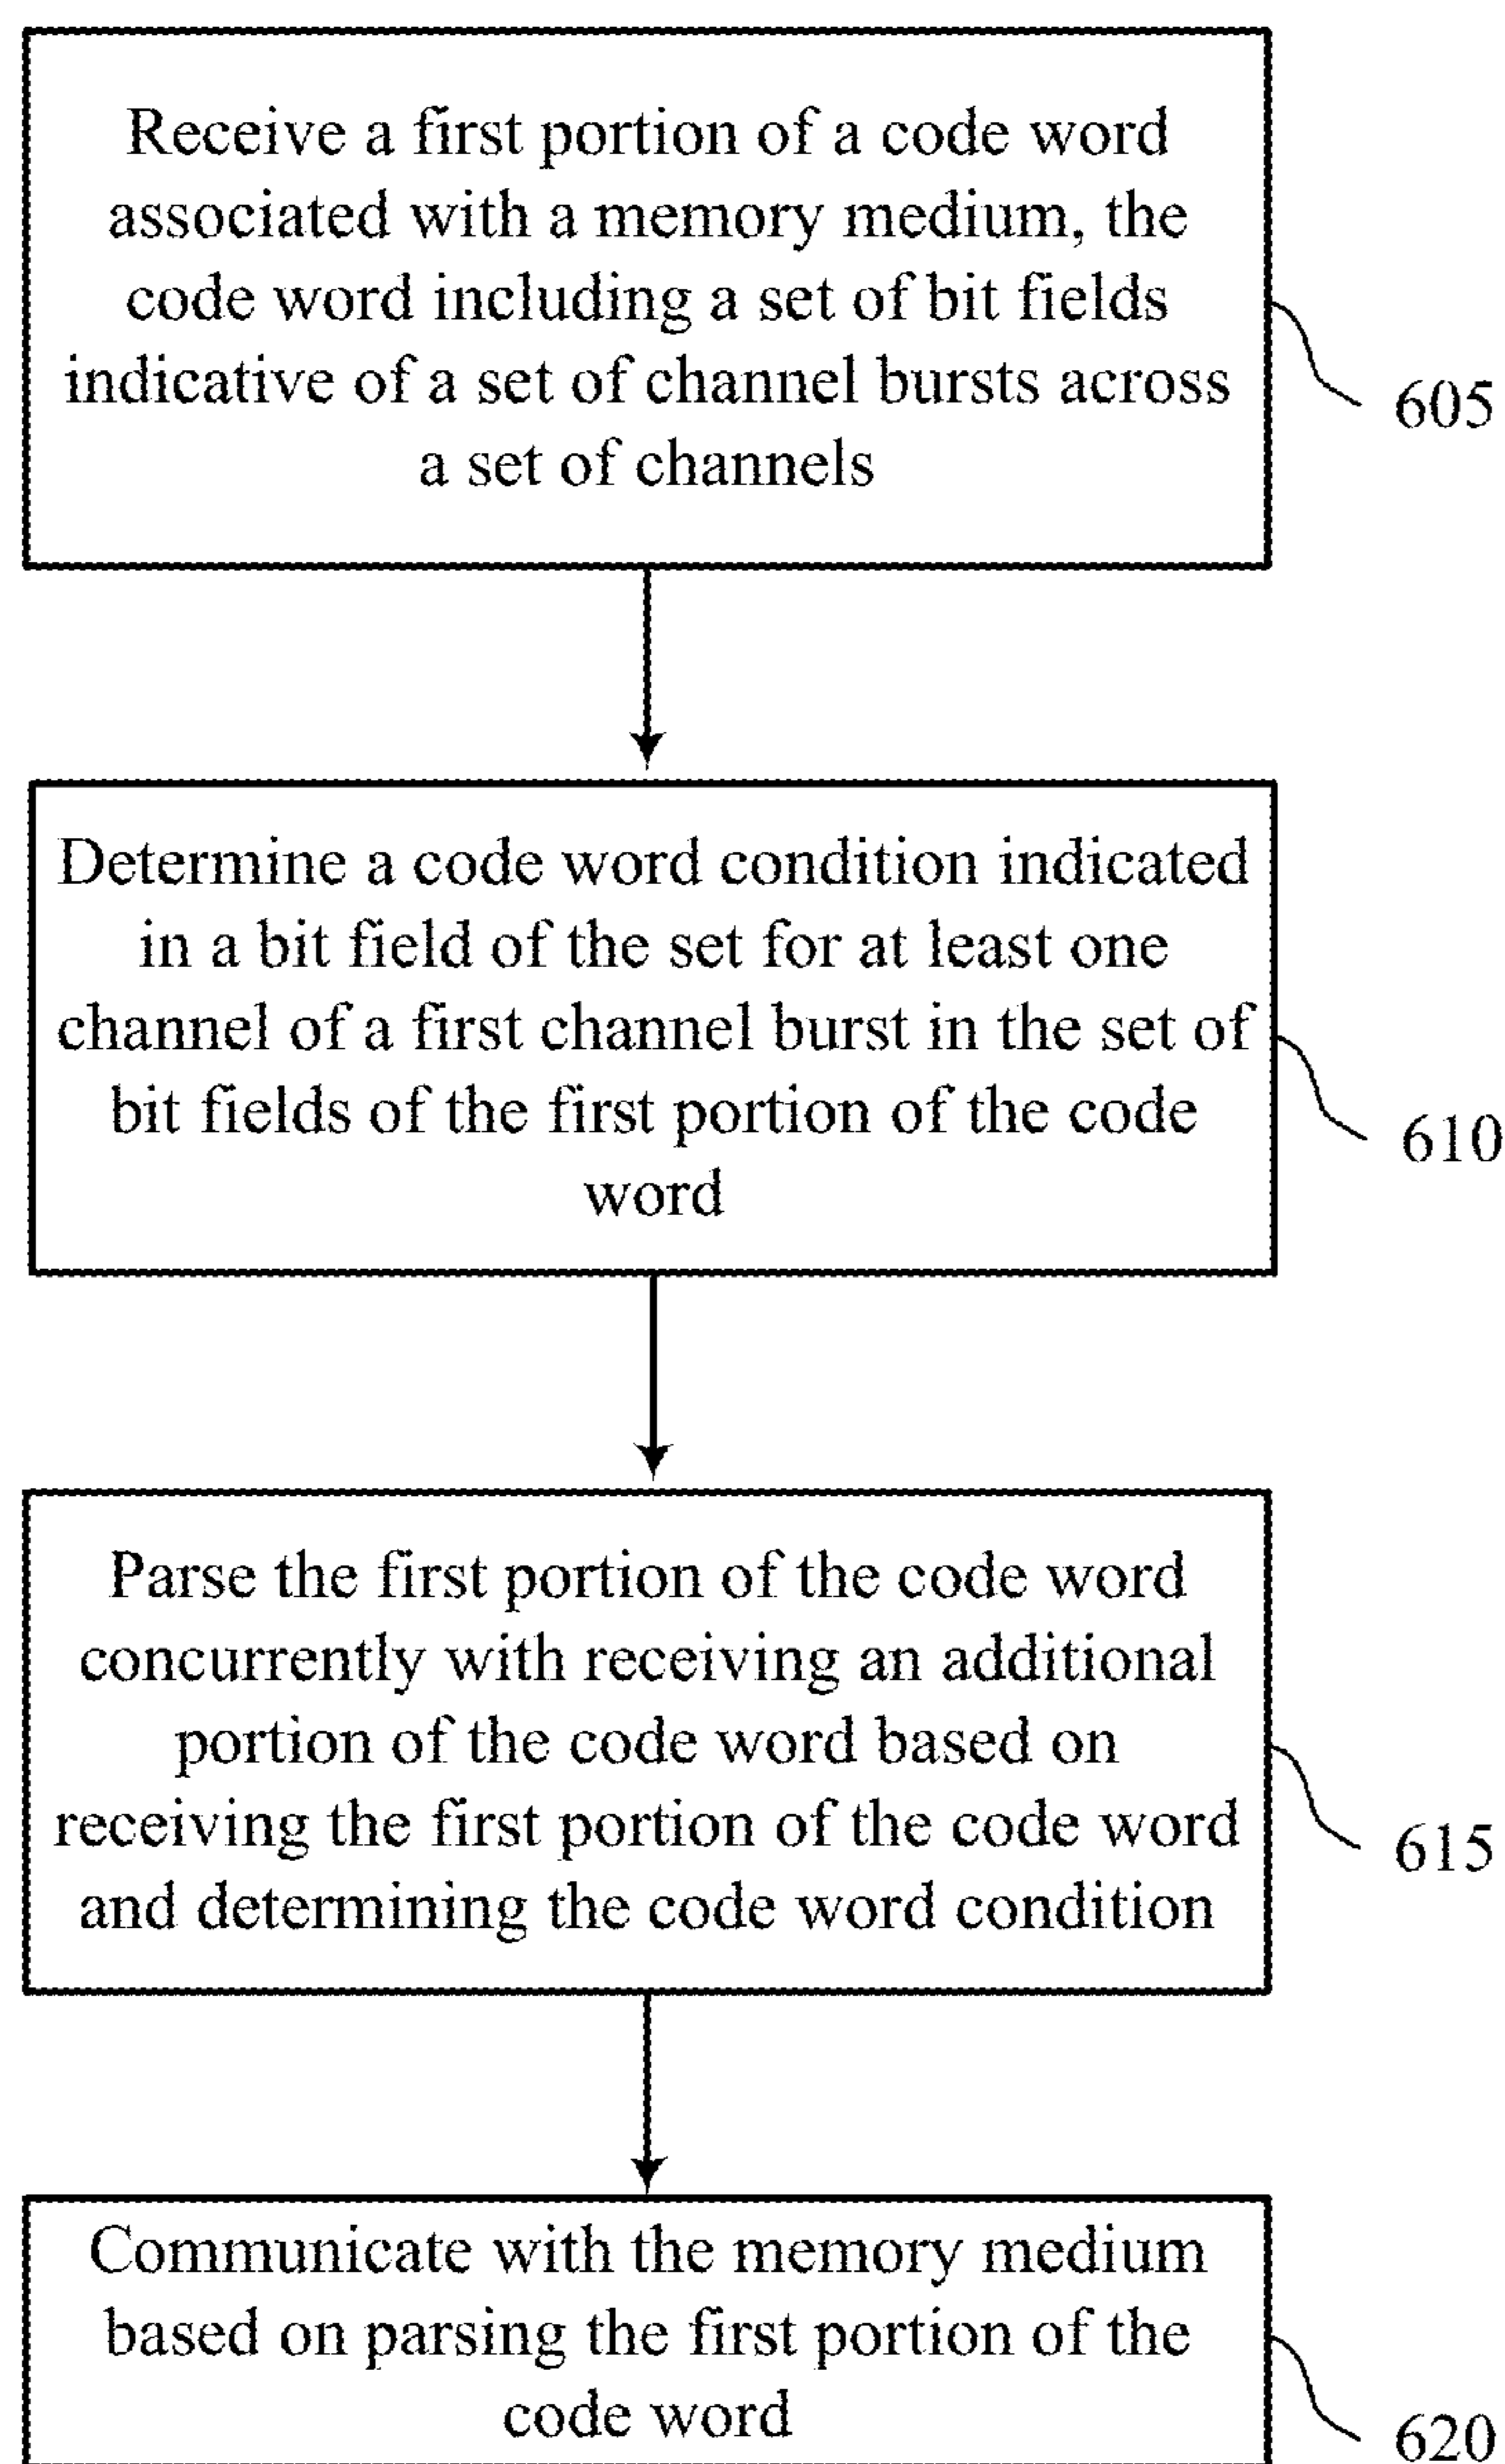 Receive a first portion of a code word
associated with a memory medium, the
code word including a set of bit fields
indicative of a set of channel bursts across
a set of channels
605
Determine a code word condition indicated
in a bit field of the set for at least one
channel of a first channel burst in the set of
bit fields of the first portion of the code
word
610
Parse the first portion of the code word
concurrently with receiving an additional
portion of the code word based on
receiving the first portion of the code word
and determining the code word condition
615
Communicate with the memory medium
based on parsing the first portion of the
code word
620